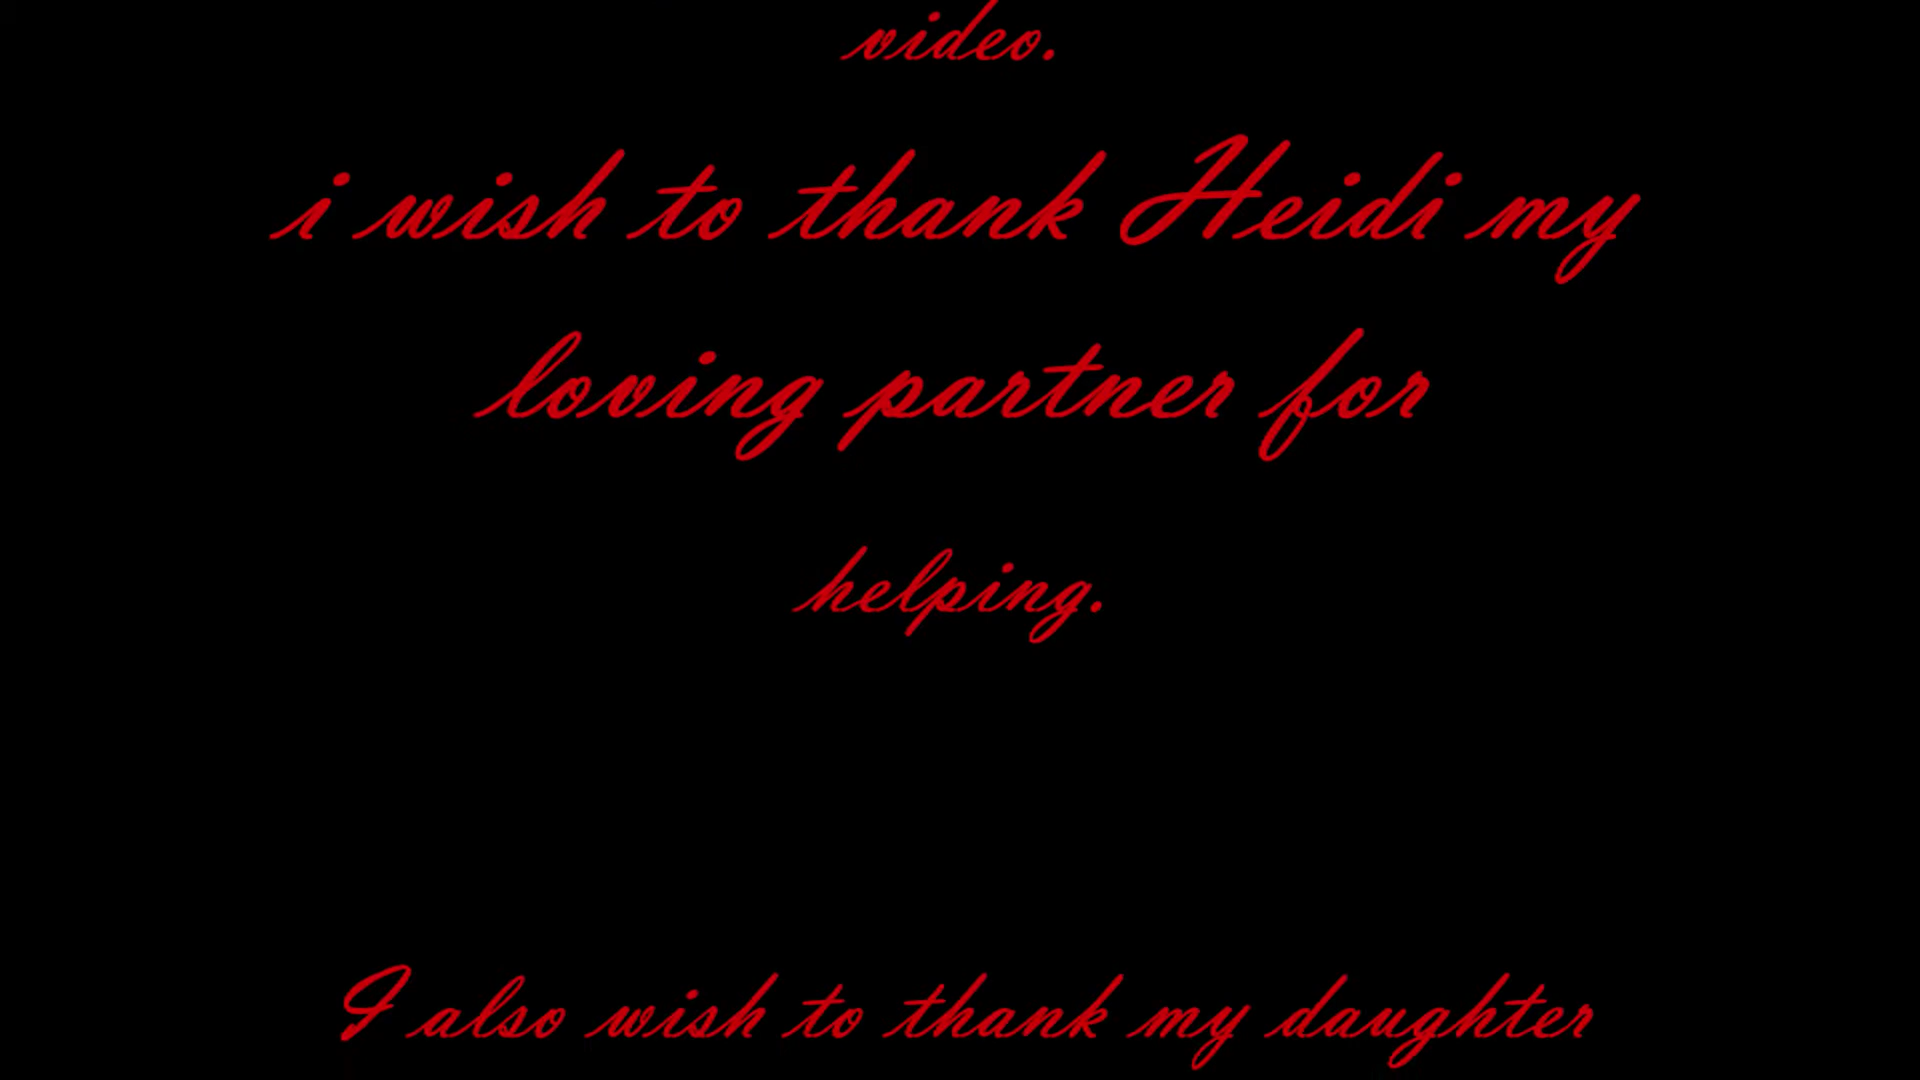 video.
i wish to thank Heidi my
loving partner for
helping.
I also wish to thank my daughter